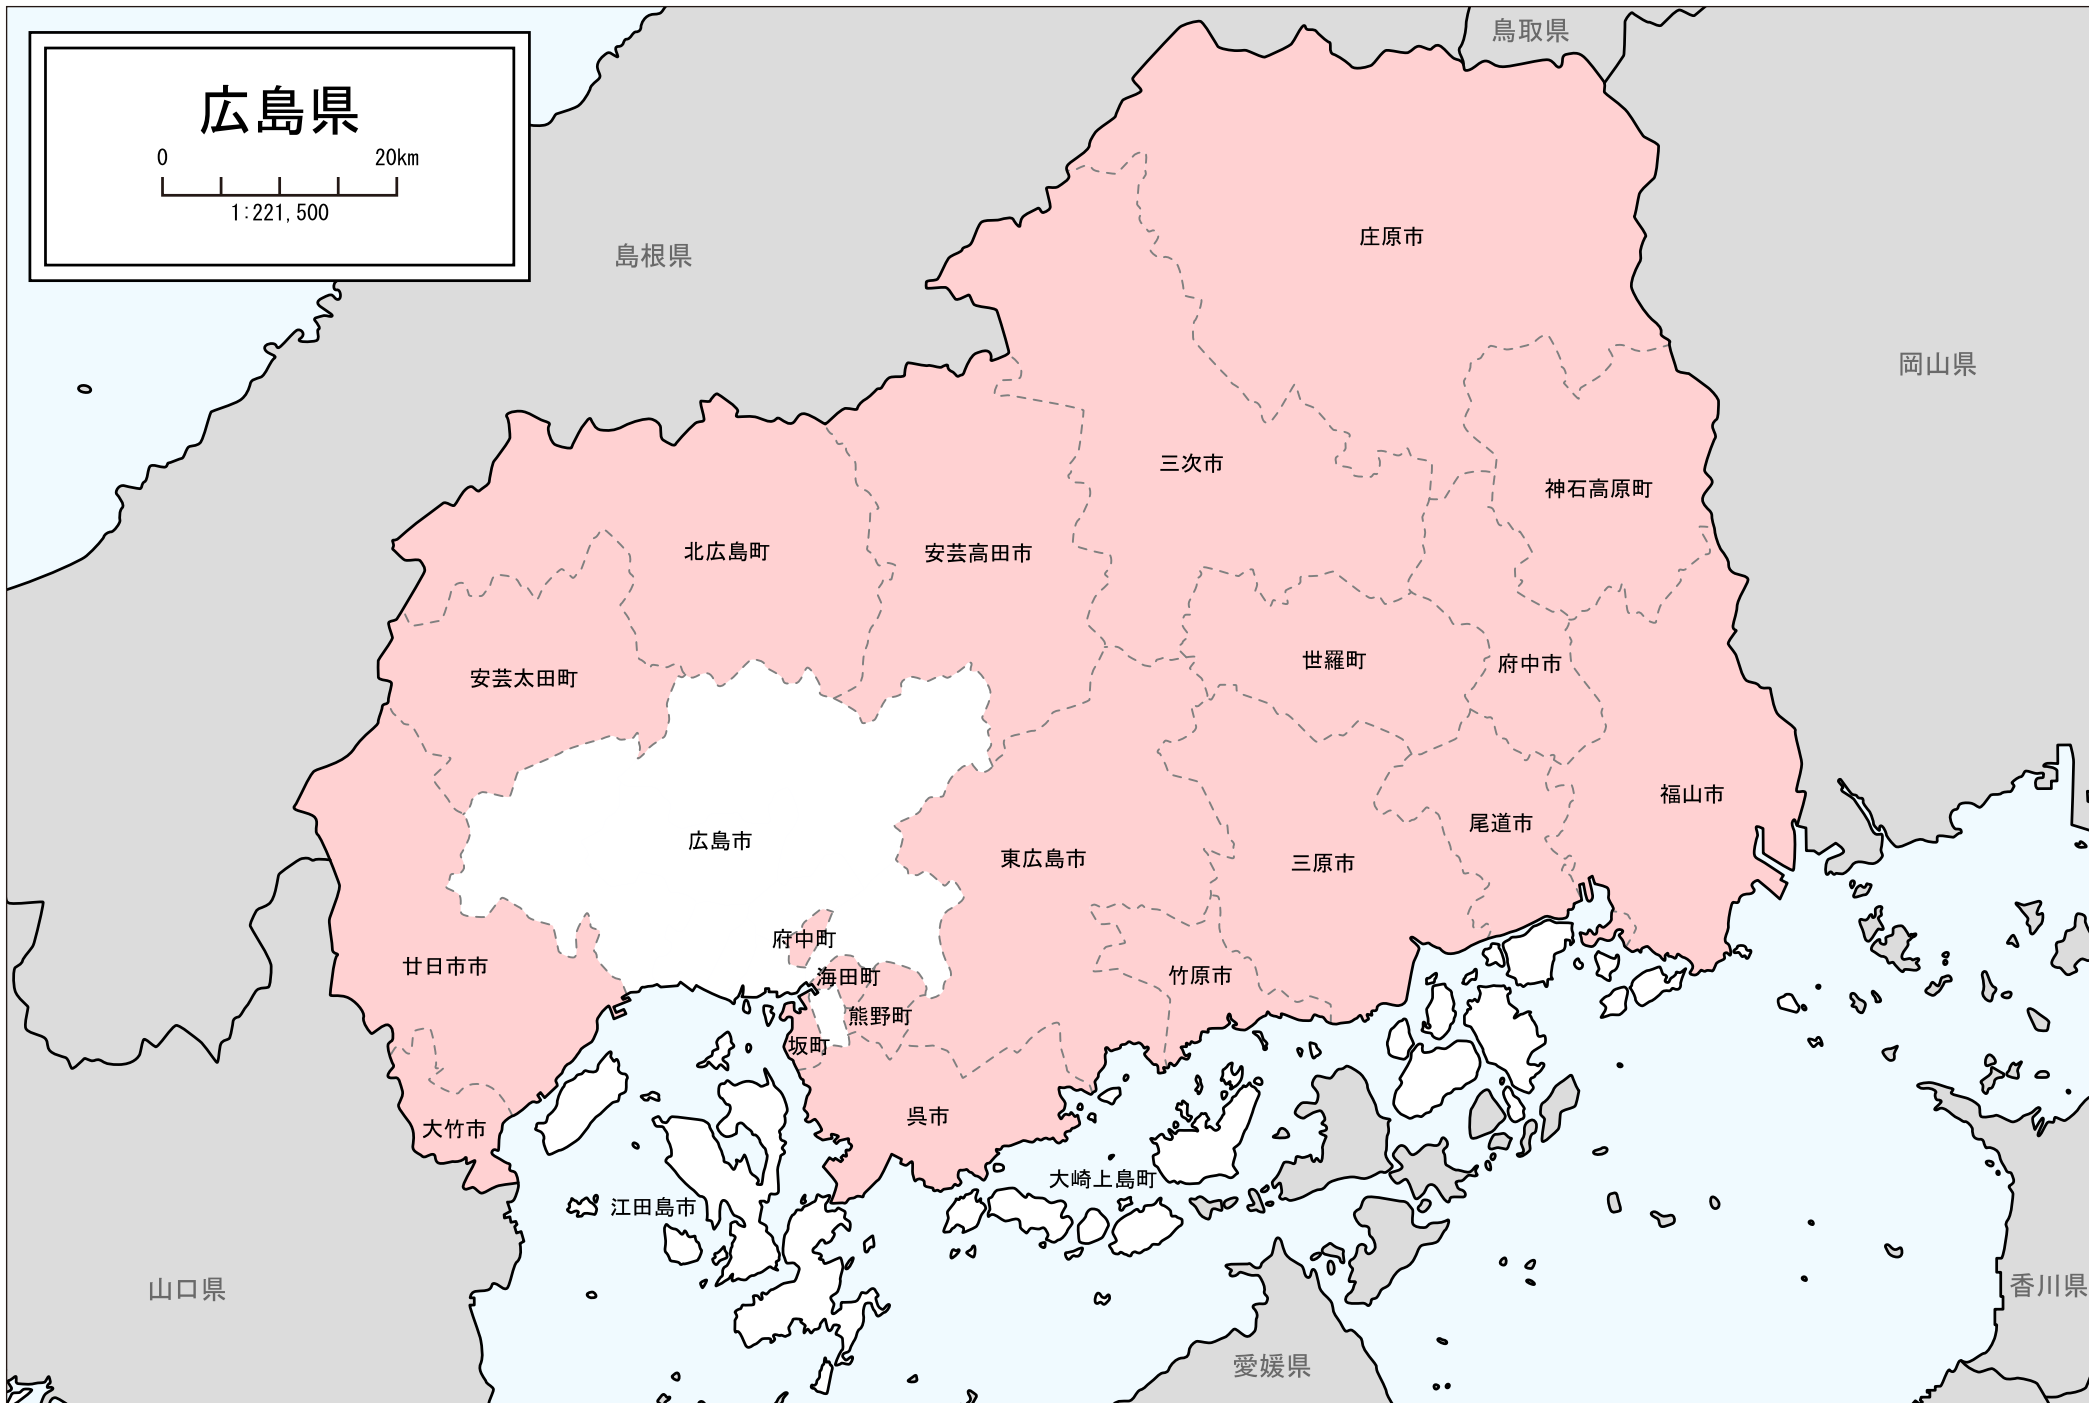 広島県
0 20km
1:221,500
鳥取県
島根県
岡山県
庄原市
三次市
神石高原町
北広島町
安芸高田市
世羅町
府中市
安芸太田町
福山市
尾道市
広島市
東広島市
三原市
府中町
廿日市市
海田町
竹原市
熊野町
坂町
呉市
大竹市
大崎上島町
江田島市
山口県
香川県
愛媛県